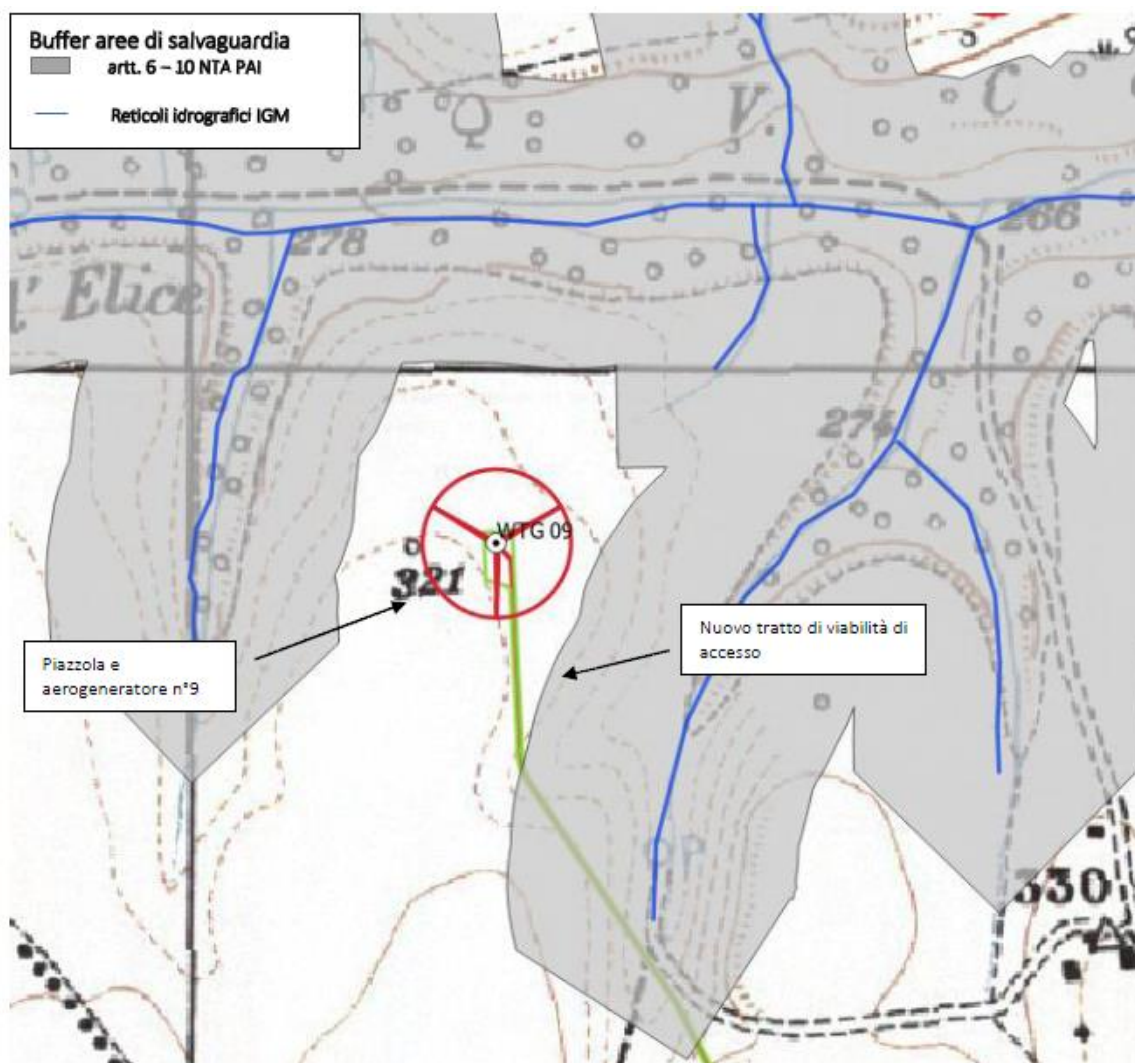 Buffer aree di salvaguardia
artt. 6 – 10 NTA PAI
Reticoli idrografici IGM
Q
V.
C
278
266
l' Elice
274
WTG 09
321
Nuovo tratto di viabilità di
accesso
Piazzola e
aerogeneratore n°9
P
330